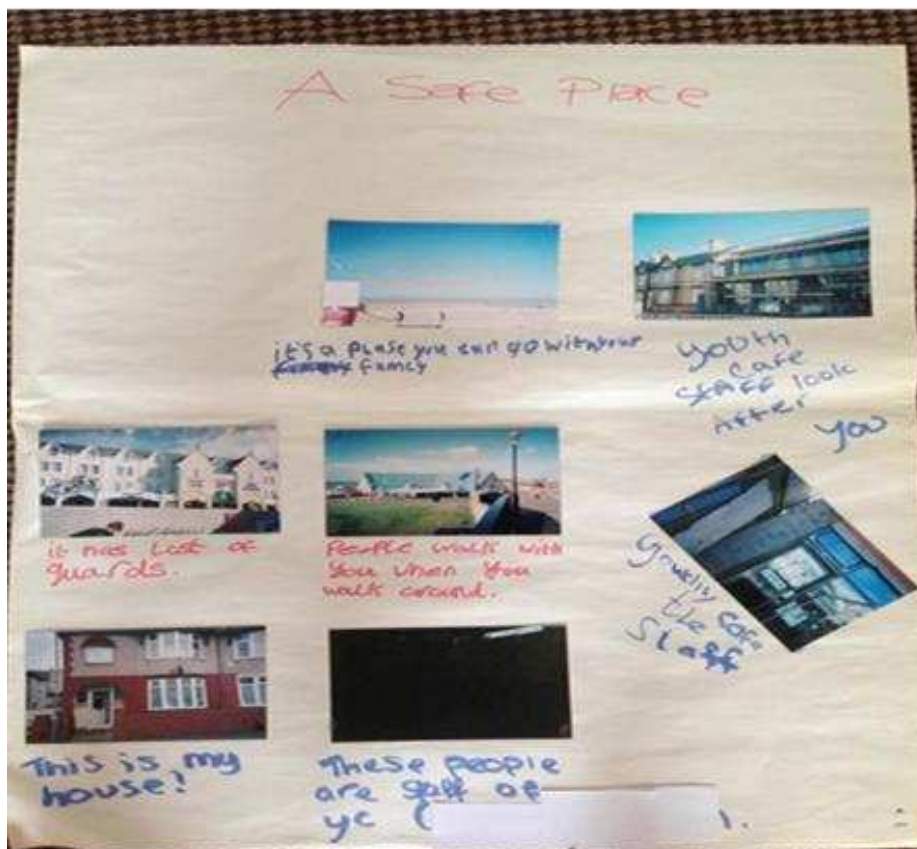 A Safe Place
it's a Plase you can go with your
famey
youth
cafe
STAFF look
After
you
it has Lost of
guards.
People walk with
you when you
walk around.
the cafe
Staff
This is my
house!
These people
are staff of
yc ( ).